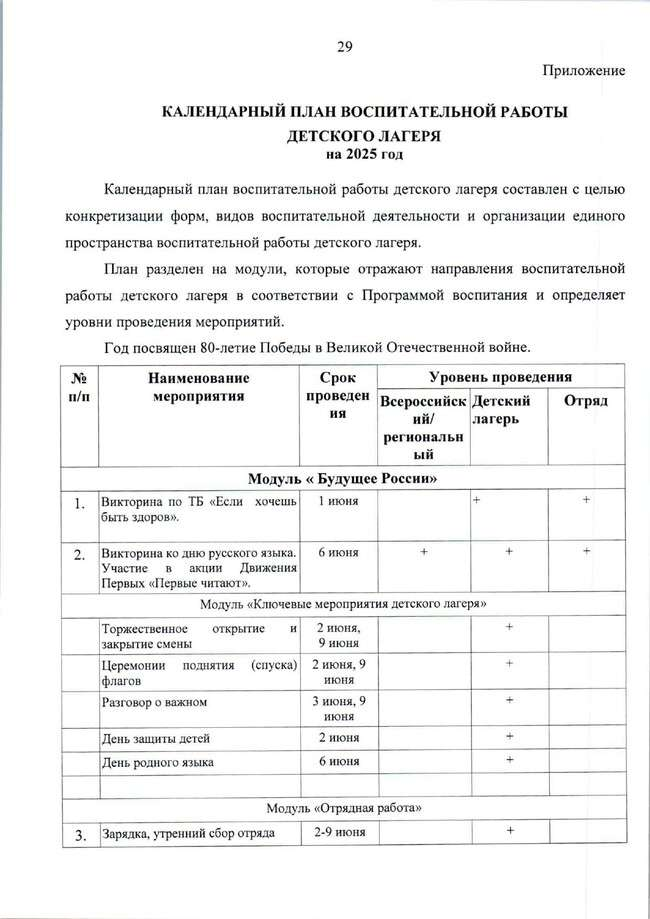 29
Приложение
КАЛЕНДАРНЫЙ ПЛАН ВОСПИТАТЕЛЬНОЙ РАБОТЫ
ДЕТСКОГО ЛАГЕРЯ
на 2025 год
Календарный план воспитательной работы детского лагеря составлен с целью
конкретизации форм, видов воспитательной деятельности и организации единого
пространства воспитательной работы детского лагеря.
План разделен на модули, которые отражают направления воспитательной
работы детского лагеря в соответствии с Программой воспитания и определяет
уровни проведения мероприятий.
Год посвящен 80-летие Победы в Великой Отечественной войне.
№ п/п
Наименование мероприятия
Срок проведен ия
Уровень проведения
Всероссийск ий/ региональн ый
Детский лагерь
Отряд
Модуль « Будущее России»
1. Викторина по ТБ «Если хочешь 1 июня + +
быть здоров».
2. Викторина ко дню русского языка. 6 июня + + +
Участие в акции Движения
Первых «Первые читают».
Модуль «Ключевые мероприятия детского лагеря»
Торжественное открытие и 2 июня, +
закрытие смены 9 июня
Церемонии поднятия (спуска) 2 июня, 9 +
флагов июня
Разговор о важном 3 июня, 9 +
июня
День защиты детей 2 июня +
День родного языка 6 июня +
Модуль «Отрядная работа»
3. Зарядка, утренний сбор отряда 2-9 июня +